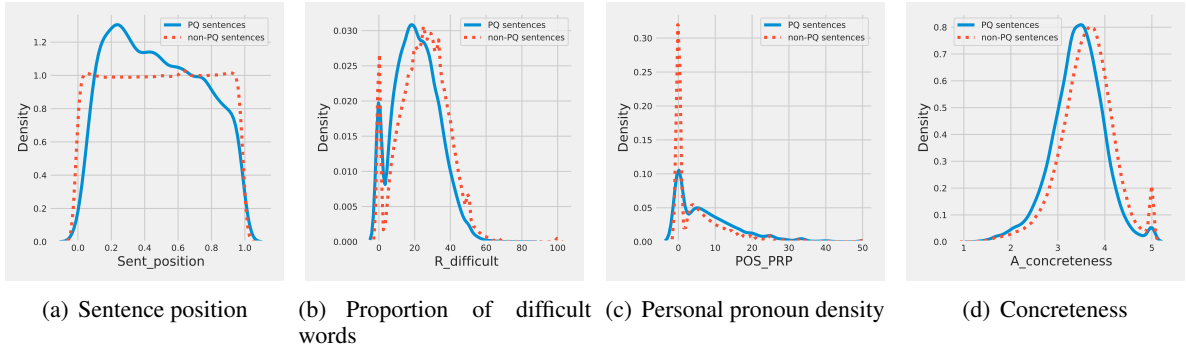 PQ sentences
non-PQ sentences
Density
1.2
1.0
0.8
0.6
0.4
0.2
0.0
0.0 0.2 0.4 0.6 0.8 1.0
Sent_position
PQ sentences
non-PQ sentences
Density
0.030
0.025
0.020
0.015
0.010
0.005
0.000
0 20 40 60 80 100
R_difficult
PQ sentences
non-PQ sentences
Density
0.30
0.25
0.20
0.15
0.10
0.05
0.00
0 10 20 30 40 50
POS_PRP
PQ sentences
non-PQ sentences
Density
0.8
0.7
0.6
0.5
0.4
0.3
0.2
0.1
0.0
1 2 3 4 5
A_concreteness
(a) Sentence position
(b) Proportion of difficult
words
(c) Personal pronoun density
(d) Concreteness